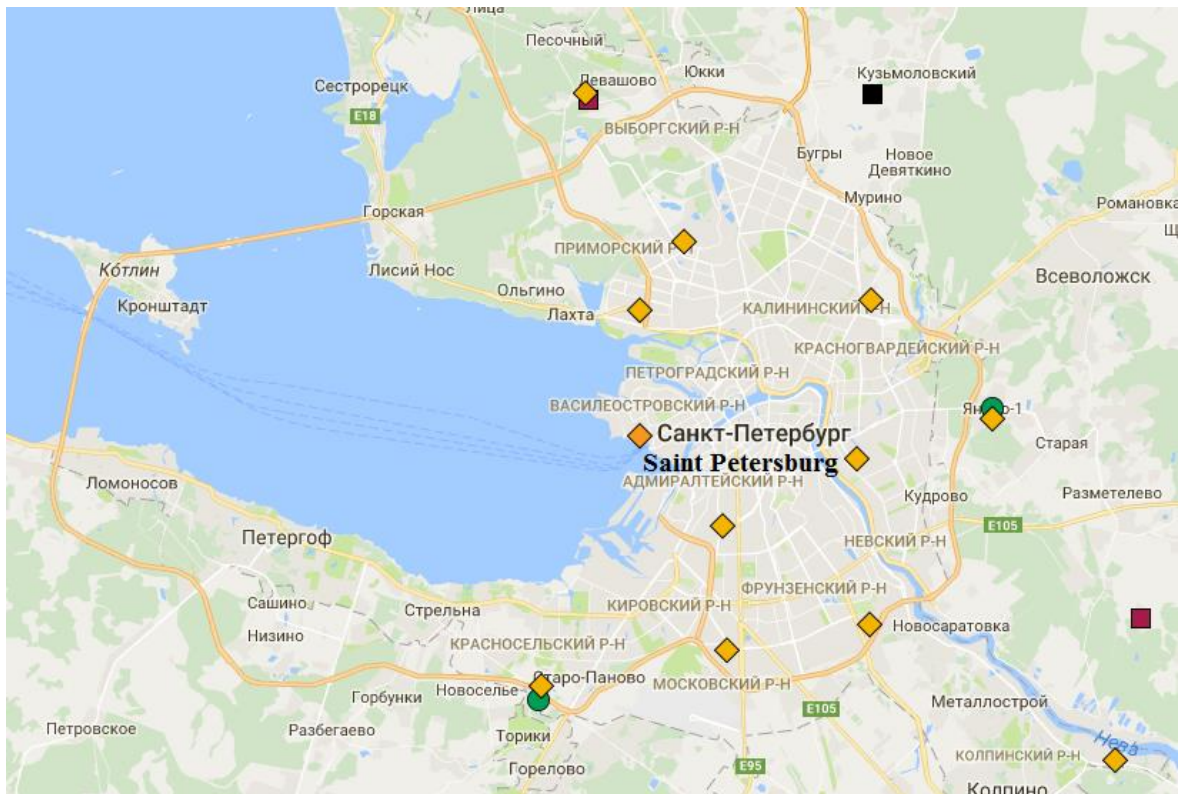 Лица
Песочный
Левашово
Юкки
Кузьмоловский
Сестрорецк
E18
ВЫБОРГСКИЙ Р-Н
Бугры
Новое
Девяткино
Мурино
Романовка
Горская
ПРИМОРСКИЙ Р-Н
Котлин
Лисий Нос
Всеволожск
Ольгино
Кронштадт
Лахта
КАЛИНИНСКИЙ Р-Н
КРАСНОГВАРДЕЙСКИЙ Р-Н
ПЕТРОГРАДСКИЙ Р-Н
ВАСИЛЕОСТРОВСКИЙ Р-Н
Санкт-Петербург
Старая
Saint Petersburg
АДМИРАЛТЕЙСКИЙ Р-Н
Ломоносов
Кудрово
Разметелево
E105
Петергоф
НЕВСКИЙ Р-Н
ФРУНЗЕНСКИЙ Р-Н
Сашино
Стрельна
КИРОВСКИЙ Р-Н
Новосаратовка
Низино
КРАСНОСЕЛЬСКИЙ Р-Н
Старо-Паново
МОСКОВСКИЙ Р-Н
Горбунки
Новоселье
Металлострой
E105
Петровское
Разбегаево
Торики
Нева
КОЛПИНСКИЙ Р-Н
Горелово
E95
Колпино